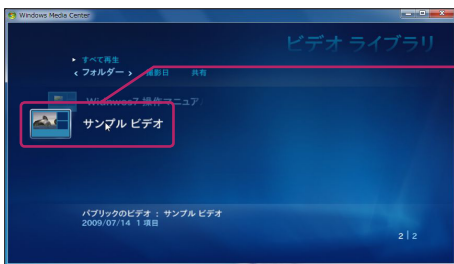 Windows Media Center
ビデオ ライブラリ
すべて再生
フォルダー 撮影日 共有
Widnwos7 操作マニュア
サンプル ビデオ
パブリックのビデオ : サンプル ビデオ
2009/07/14 1 項目
2 | 2